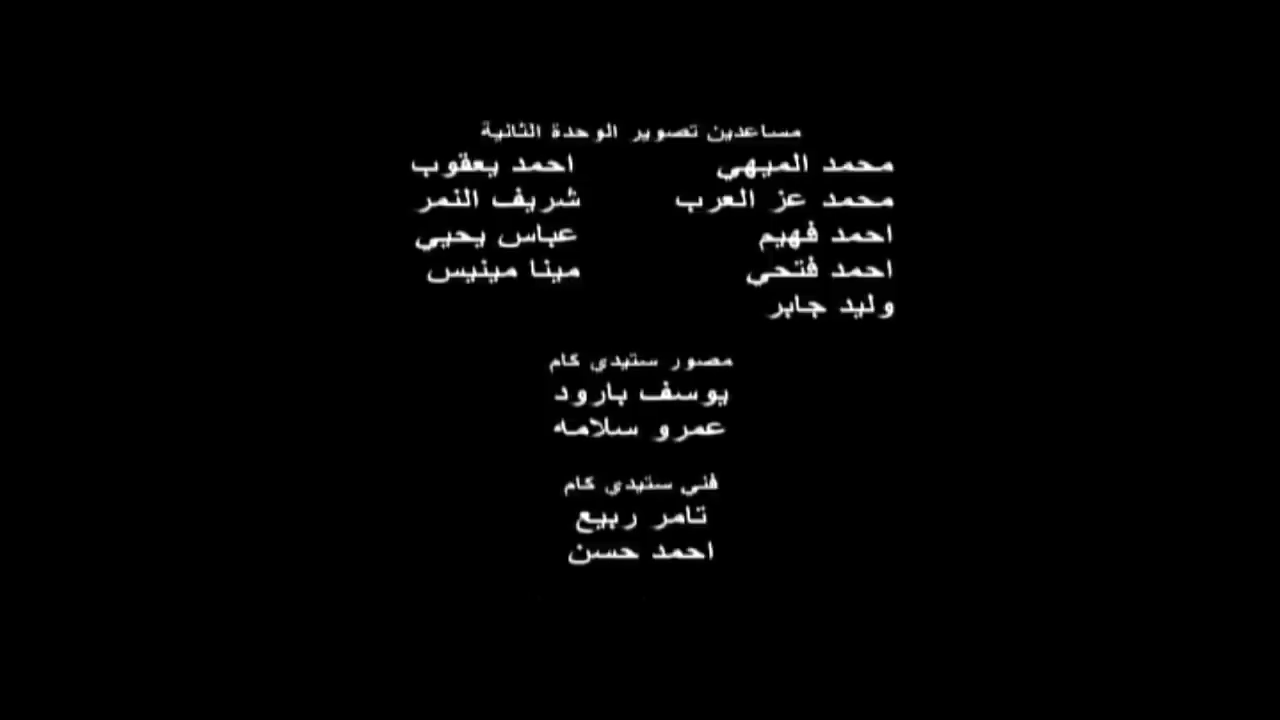 مساعدين تصوير الوحدة الثانية
محمد الميهي احمد يعقوب
محمد عز العرب شريف النمر
احمد فهيم عباس يحيي
احمد فتحي مينا مينيس
وليد جابر
مصور ستيدي كام
يوسف بارود
عمرو سلامه
فني ستيدي كام
تامر ربيع
احمد حسن